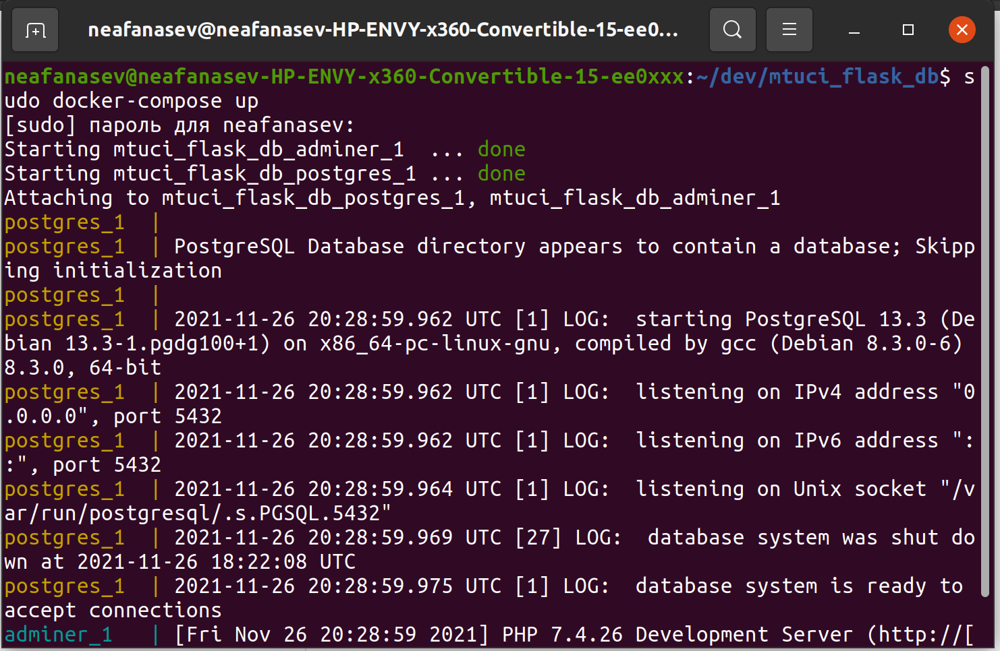 neafanasev@neafanasev-HP-ENVY-x360-Convertible-15-ee0...
neafanasev@neafanasev-HP-ENVY-x360-Convertible-15-ee0xxx:~/dev/mtuci_flask_db$ s
udo docker-compose up
[sudo] пароль для neafanasev:
Starting mtuci_flask_db_adminer_1  ... done
Starting mtuci_flask_db_postgres_1 ... done
Attaching to mtuci_flask_db_postgres_1, mtuci_flask_db_adminer_1
postgres_1  |
postgres_1  | PostgreSQL Database directory appears to contain a database; Skipp
ing initialization
postgres_1  |
postgres_1  | 2021-11-26 20:28:59.962 UTC [1] LOG:  starting PostgreSQL 13.3 (De
bian 13.3-1.pgdg100+1) on x86_64-pc-linux-gnu, compiled by gcc (Debian 8.3.0-6)
8.3.0, 64-bit
postgres_1  | 2021-11-26 20:28:59.962 UTC [1] LOG:  listening on IPv4 address "0
.0.0.0", port 5432
postgres_1  | 2021-11-26 20:28:59.962 UTC [1] LOG:  listening on IPv6 address ":
:", port 5432
postgres_1  | 2021-11-26 20:28:59.964 UTC [1] LOG:  listening on Unix socket "/v
ar/run/postgresql/.s.PGSQL.5432"
postgres_1  | 2021-11-26 20:28:59.969 UTC [27] LOG:  database system was shut do
wn at 2021-11-26 18:22:08 UTC
postgres_1  | 2021-11-26 20:28:59.975 UTC [1] LOG:  database system is ready to
accept connections
adminer_1   | [Fri Nov 26 20:28:59 2021] PHP 7.4.26 Development Server (http://[